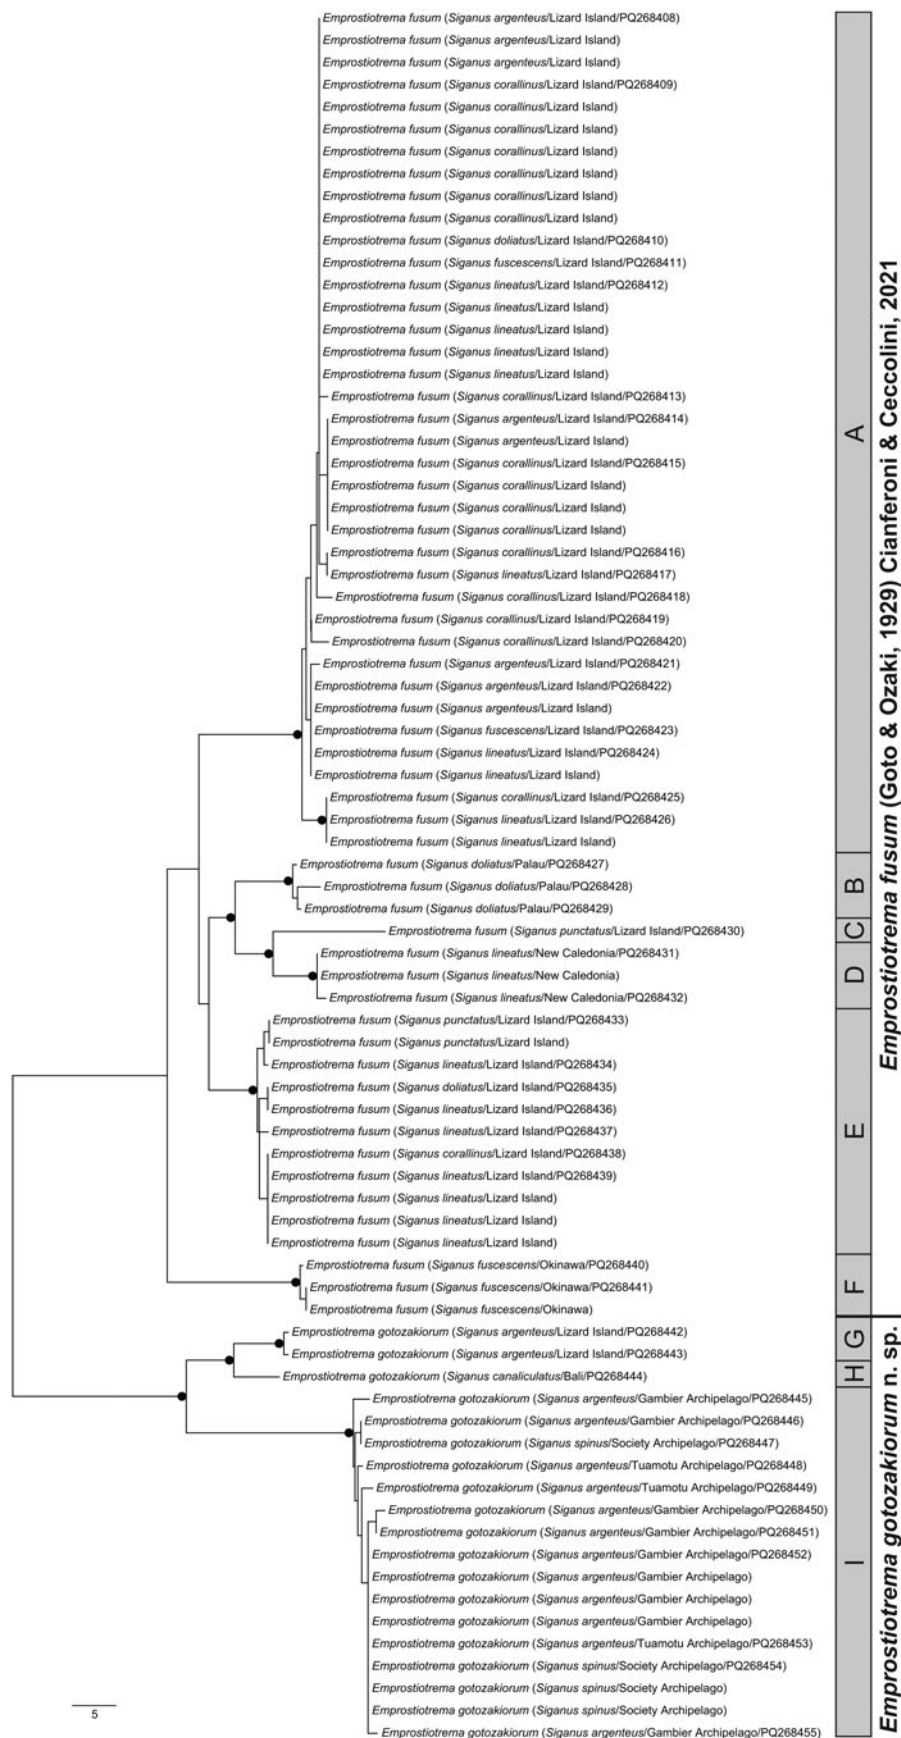 Emprostiotrema fusum (Siganus argenteus/Lizard Island/PQ268408)
Emprostiotrema fusum (Siganus argenteus/Lizard Island)
Emprostiotrema fusum (Siganus argenteus/Lizard Island)
Emprostiotrema fusum (Siganus corallinus/Lizard Island/PQ268409)
Emprostiotrema fusum (Siganus corallinus/Lizard Island)
Emprostiotrema fusum (Siganus corallinus/Lizard Island)
Emprostiotrema fusum (Siganus corallinus/Lizard Island)
Emprostiotrema fusum (Siganus corallinus/Lizard Island)
Emprostiotrema fusum (Siganus corallinus/Lizard Island)
Emprostiotrema fusum (Siganus corallinus/Lizard Island)
Emprostiotrema fusum (Siganus doliatus/Lizard Island/PQ268410)
Emprostiotrema fusum (Siganus fuscescens/Lizard Island/PQ268411)
Emprostiotrema fusum (Siganus lineatus/Lizard Island/PQ268412)
Emprostiotrema fusum (Siganus lineatus/Lizard Island)
Emprostiotrema fusum (Siganus lineatus/Lizard Island)
Emprostiotrema fusum (Siganus lineatus/Lizard Island)
Emprostiotrema fusum (Siganus lineatus/Lizard Island)
Emprostiotrema fusum (Siganus corallinus/Lizard Island/PQ268413)
Emprostiotrema fusum (Siganus argenteus/Lizard Island/PQ268414)
Emprostiotrema fusum (Siganus argenteus/Lizard Island)
Emprostiotrema fusum (Siganus corallinus/Lizard Island/PQ268415)
Emprostiotrema fusum (Siganus corallinus/Lizard Island)
Emprostiotrema fusum (Siganus corallinus/Lizard Island)
Emprostiotrema fusum (Siganus corallinus/Lizard Island)
Emprostiotrema fusum (Siganus corallinus/Lizard Island/PQ268416)
Emprostiotrema fusum (Siganus lineatus/Lizard Island/PQ268417)
Emprostiotrema fusum (Siganus corallinus/Lizard Island/PQ268418)
Emprostiotrema fusum (Siganus corallinus/Lizard Island/PQ268419)
Emprostiotrema fusum (Siganus corallinus/Lizard Island/PQ268420)
Emprostiotrema fusum (Siganus argenteus/Lizard Island/PQ268421)
Emprostiotrema fusum (Siganus argenteus/Lizard Island/PQ268422)
Emprostiotrema fusum (Siganus argenteus/Lizard Island)
Emprostiotrema fusum (Siganus fuscescens/Lizard Island/PQ268423)
Emprostiotrema fusum (Siganus lineatus/Lizard Island/PQ268424)
Emprostiotrema fusum (Siganus lineatus/Lizard Island)
Emprostiotrema fusum (Siganus corallinus/Lizard Island/PQ268425)
Emprostiotrema fusum (Siganus lineatus/Lizard Island/PQ268426)
Emprostiotrema fusum (Siganus lineatus/Lizard Island)
Emprostiotrema fusum (Siganus doliatus/Palau/PQ268427)
Emprostiotrema fusum (Siganus doliatus/Palau/PQ268428)
Emprostiotrema fusum (Siganus doliatus/Palau/PQ268429)
Emprostiotrema fusum (Siganus punctatus/Lizard Island/PQ268430)
Emprostiotrema fusum (Siganus lineatus/New Caledonia/PQ268431)
Emprostiotrema fusum (Siganus lineatus/New Caledonia)
Emprostiotrema fusum (Siganus lineatus/New Caledonia/PQ268432)
Emprostiotrema fusum (Siganus punctatus/Lizard Island/PQ268433)
Emprostiotrema fusum (Siganus punctatus/Lizard Island)
Emprostiotrema fusum (Siganus lineatus/Lizard Island/PQ268434)
Emprostiotrema fusum (Siganus doliatus/Lizard Island/PQ268435)
Emprostiotrema fusum (Siganus lineatus/Lizard Island/PQ268436)
Emprostiotrema fusum (Siganus lineatus/Lizard Island/PQ268437)
Emprostiotrema fusum (Siganus corallinus/Lizard Island/PQ268438)
Emprostiotrema fusum (Siganus lineatus/Lizard Island/PQ268439)
Emprostiotrema fusum (Siganus lineatus/Lizard Island)
Emprostiotrema fusum (Siganus lineatus/Lizard Island)
Emprostiotrema fusum (Siganus lineatus/Lizard Island)
Emprostiotrema fusum (Siganus fuscescens/Okinawa/PQ268440)
Emprostiotrema fusum (Siganus fuscescens/Okinawa/PQ268441)
Emprostiotrema fusum (Siganus fuscescens/Okinawa)
Emprostiotrema gotozakiorum (Siganus argenteus/Lizard Island/PQ268442)
Emprostiotrema gotozakiorum (Siganus argenteus/Lizard Island/PQ268443)
Emprostiotrema gotozakiorum (Siganus canaliculatus/Bali/PQ268444)
Emprostiotrema gotozakiorum (Siganus argenteus/Gambier Archipelago/PQ268445)
Emprostiotrema gotozakiorum (Siganus argenteus/Gambier Archipelago/PQ268446)
Emprostiotrema gotozakiorum (Siganus spinus/Society Archipelago/PQ268447)
Emprostiotrema gotozakiorum (Siganus argenteus/Tuamotu Archipelago/PQ268448)
Emprostiotrema gotozakiorum (Siganus argenteus/Tuamotu Archipelago/PQ268449)
Emprostiotrema gotozakiorum (Siganus argenteus/Gambier Archipelago/PQ268450)
Emprostiotrema gotozakiorum (Siganus argenteus/Gambier Archipelago/PQ268451)
Emprostiotrema gotozakiorum (Siganus argenteus/Gambier Archipelago/PQ268452)
Emprostiotrema gotozakiorum (Siganus argenteus/Gambier Archipelago)
Emprostiotrema gotozakiorum (Siganus argenteus/Gambier Archipelago)
Emprostiotrema gotozakiorum (Siganus argenteus/Gambier Archipelago)
Emprostiotrema gotozakiorum (Siganus argenteus/Tuamotu Archipelago/PQ268453)
Emprostiotrema gotozakiorum (Siganus spinus/Society Archipelago/PQ268454)
Emprostiotrema gotozakiorum (Siganus spinus/Society Archipelago)
Emprostiotrema gotozakiorum (Siganus spinus/Society Archipelago)
Emprostiotrema gotozakiorum (Siganus argenteus/Gambier Archipelago/PQ268455)
5
A
B
C
D
E
F
G
H
I
Emprostiotrema fusum (Goto & Ozaki, 1929) Cianferoni & Ceccolini, 2021
Emprostiotrema gotozakiorum n. sp.